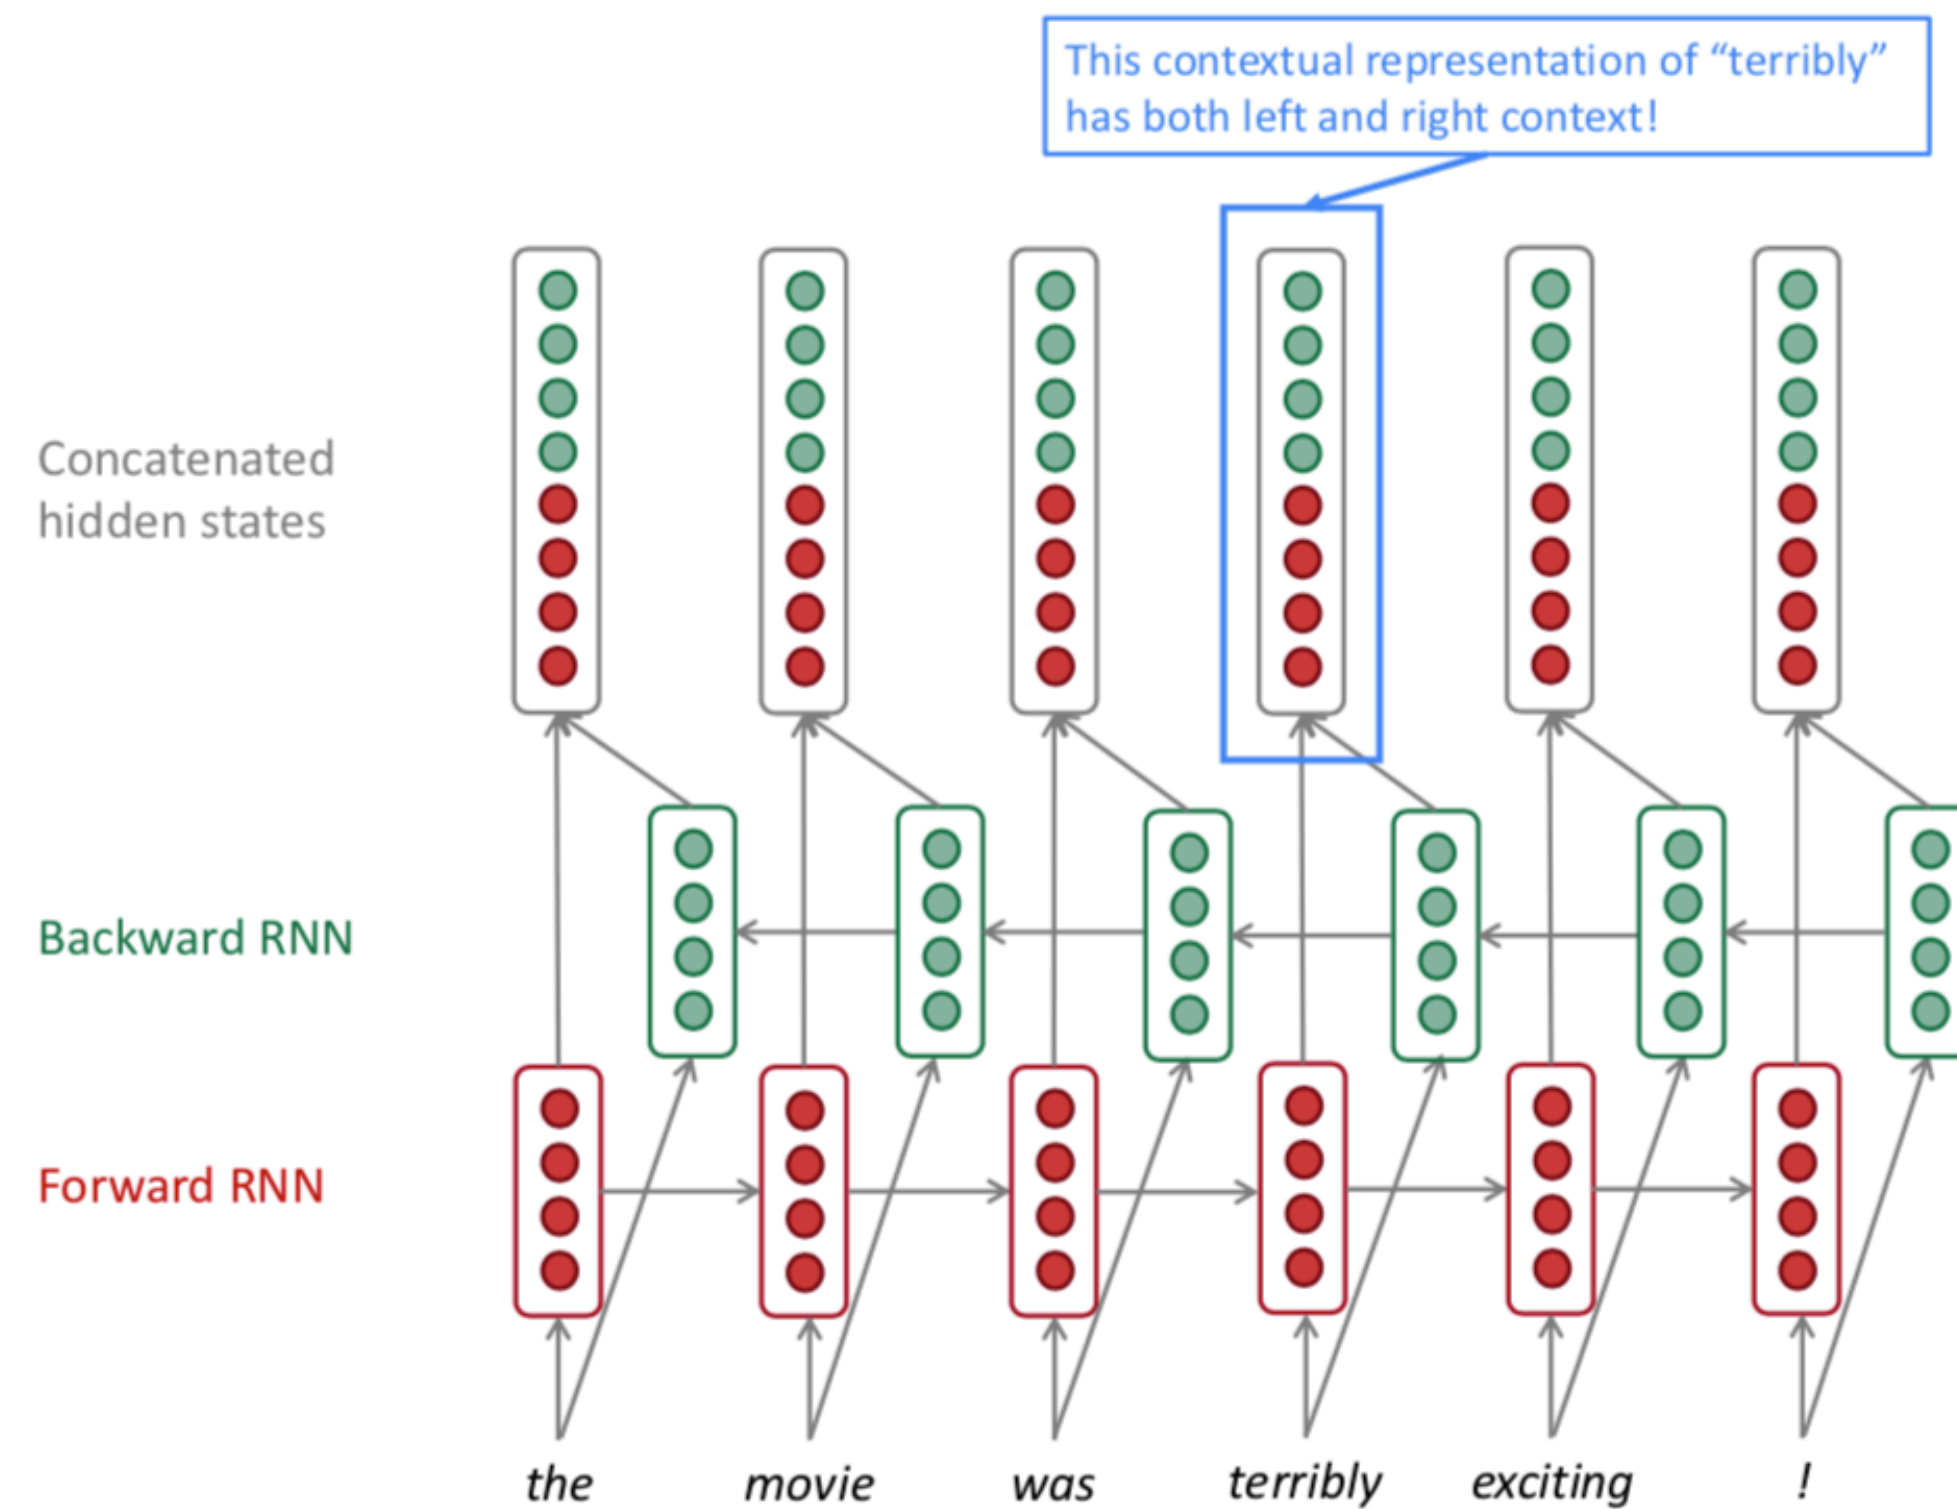 This contextual representation of “terribly”
has both left and right context!
Concatenated
hidden states
Backward RNN
Forward RNN
the movie was terribly exciting !